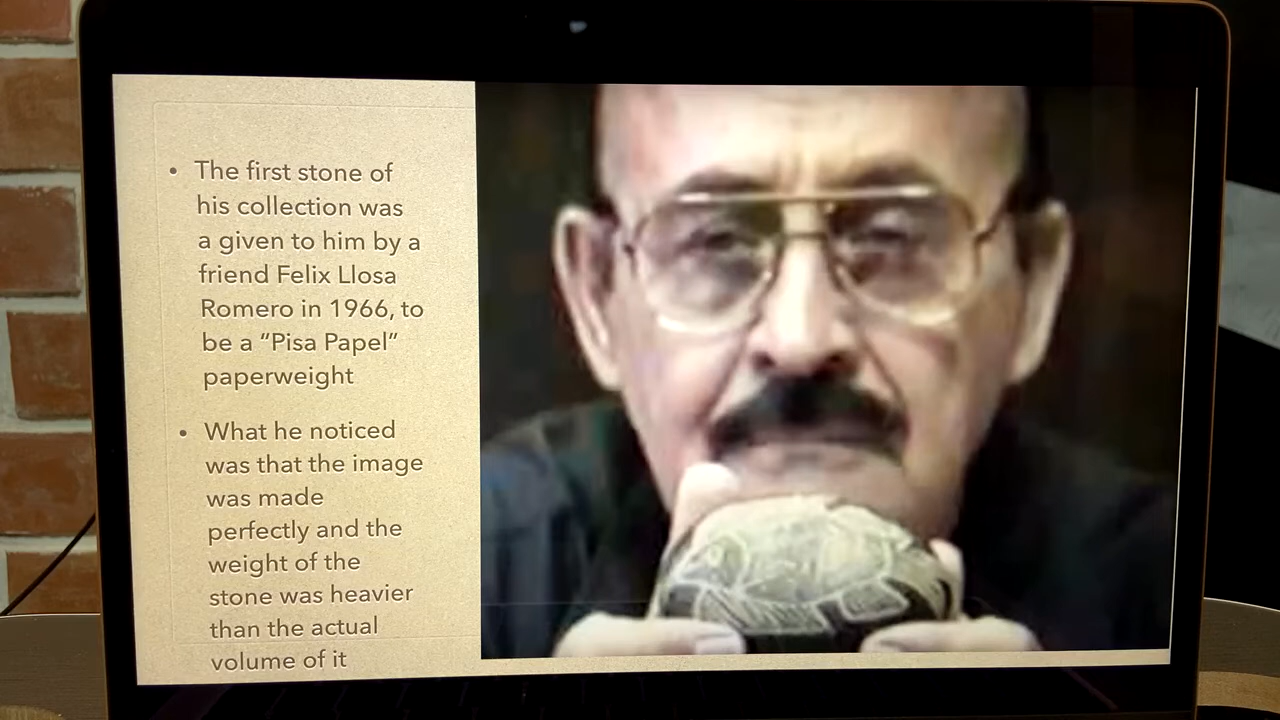 • The first stone of
his collection was
a given to him by a
friend Felix Llosa
Romero in 1966, to
be a “Pisa Papel”
paperweight
• What he noticed
was that the image
was made
perfectly and the
weight of the
stone was heavier
than the actual
volume of it